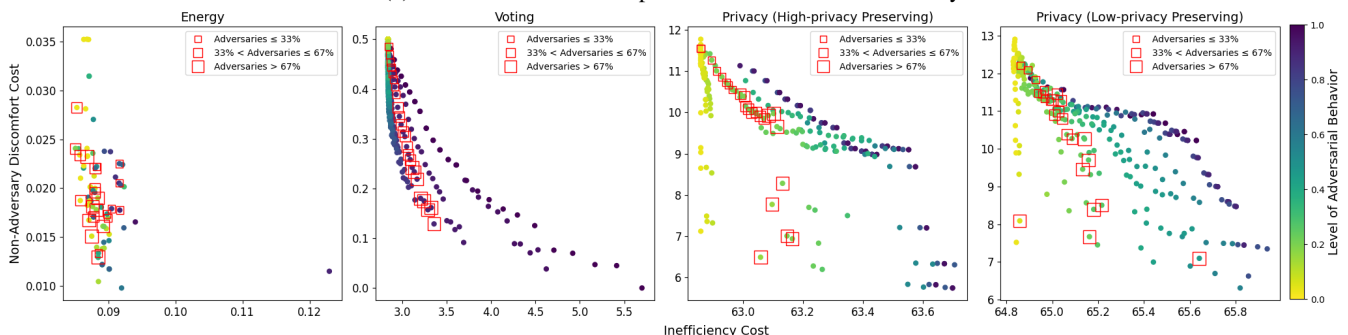 Energy
Voting
Privacy (High-privacy Preserving)
Privacy (Low-privacy Preserving)
Non-Adversary Discomfort Cost
0.035
0.030
0.025
0.020
0.015
0.010
Adversaries ≤ 33%
33% < Adversaries ≤ 67%
Adversaries > 67%
0.09
0.10
0.11
0.12
0.5
0.4
0.3
0.2
0.1
0.0
Adversaries ≤ 33%
33% < Adversaries ≤ 67%
Adversaries > 67%
3.0
3.5
4.0
4.5
5.0
5.5
12
11
10
9
8
7
6
Adversaries ≤ 33%
33% < Adversaries ≤ 67%
Adversaries > 67%
63.0
63.2
63.4
63.6
13
12
11
10
9
8
7
6
Adversaries ≤ 33%
33% < Adversaries ≤ 67%
Adversaries > 67%
64.8
65.0
65.2
65.4
65.6
65.8
1.0
0.8
0.6
0.4
0.2
0.0
Level of Adversarial Behavior
Inefficiency Cost